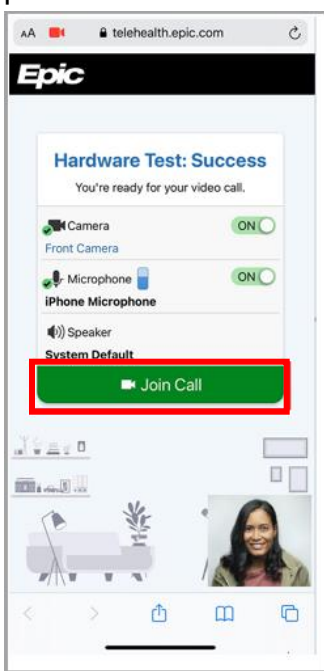 AA telehealth.epic.com
Epic
Hardware Test: Success
You're ready for your video call.
Camera ON
Front Camera
Microphone ON
iPhone Microphone
Speaker
System Default
Join Call